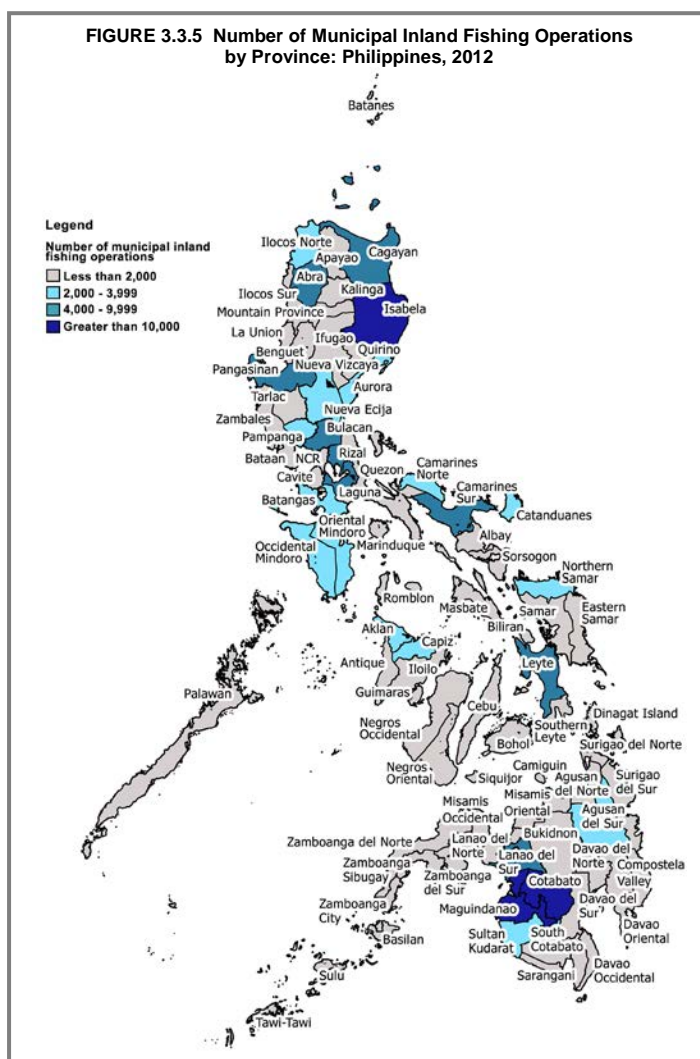 FIGURE 3.3.5 Number of Municipal Inland Fishing Operations
by Province: Philippines, 2012
Batanes
Legend
Number of municipal inland
fishing operations
Less than 2,000
2,000 - 3,999
4,000 - 9,999
Greater than 10,000
Ilocos Norte
Cagayan
Apayao
Abra
Kalinga
Ilocos Sur
Isabela
Mountain Province
La Union
Ifugao
Benguet
Quirino
Nueva Vizcaya
Pangasinan
Aurora
Tarlac
Nueva Ecija
Zambales
Bulacan
Pampanga
Rizal
Bataan
NCR
Quezon
Camarines
Norte
Cavite
Camarines
Sur
Laguna
Batangas
Catanduanes
Oriental
Mindoro
Albay
Marinduque
Occidental
Mindoro
Sorsogon
Northern
Samar
Romblon
Masbate
Samar
Eastern
Samar
Biliran
Aklan
Capiz
Antique
Iloilo
Leyte
Guimaras
Palawan
Cebu
Dinagat Island
Negros
Occidental
Southern
Leyte
Bohol
Surigao del Norte
Negros
Oriental
Siquijor
Camiguin
Agusan
del Norte
Surigao
del Sur
Misamis
Oriental
Misamis
Occidental
Agusan
del Sur
Bukidnon
Zamboanga del Norte
Lanao del
Norte
Lanao del
Sur
Davao del
Norte
Compostela
Valley
Zamboanga
Sibugay
Zamboanga
del Sur
Cotabato
Zamboanga
City
Maguindanao
Davao del
Sur
Davao
Oriental
Basilan
Sultan
Kudarat
South
Cotabato
Sulu
Sarangani
Davao
Occidental
Tawi-Tawi